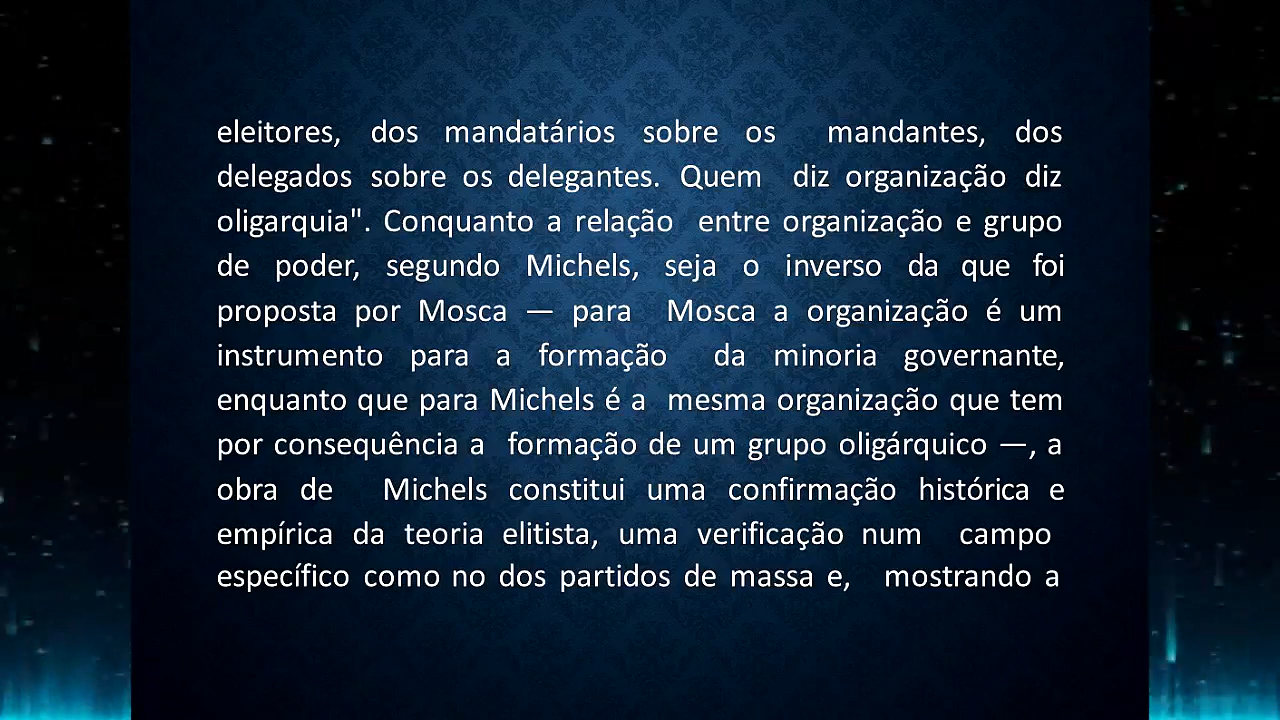 eleitores, dos mandatários sobre os mandantes, dos
delegados sobre os delegantes. Quem diz organização diz
oligarquia". Conquanto a relação entre organização e grupo
de poder, segundo Michels, seja o inverso da que foi
proposta por Mosca — para Mosca a organização é um
instrumento para a formação da minoria governante,
enquanto que para Michels é a mesma organização que tem
por consequência a formação de um grupo oligárquico —, a
obra de Michels constitui uma confirmação histórica e
empírica da teoria elitista, uma verificação num campo
específico como no dos partidos de massa e, mostrando a